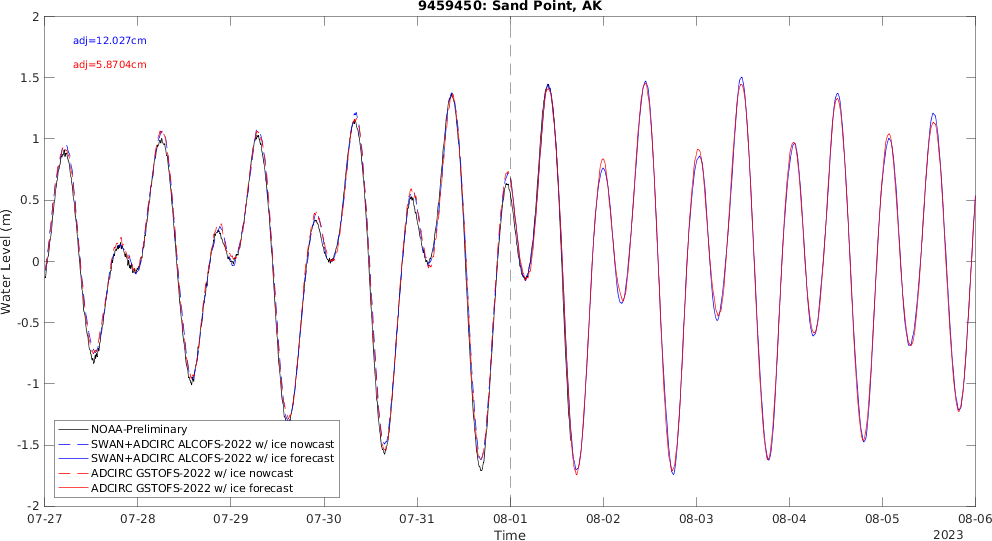 9459450: Sand Point, AK
adj=12.027cm
adj=5.8704cm
Water Level (m)
2
1.5
1
0.5
0
-0.5
-1
-1.5
-2
NOAA-Preliminary
SWAN+ADCIRC ALCOFS-2022 w/ ice nowcast
SWAN+ADCIRC ALCOFS-2022 w/ ice forecast
ADCIRC GSTOFS-2022 w/ ice nowcast
ADCIRC GSTOFS-2022 w/ ice forecast
07-27 07-28 07-29 07-30 07-31 08-01 08-02 08-03 08-04 08-05 08-06
Time
2023